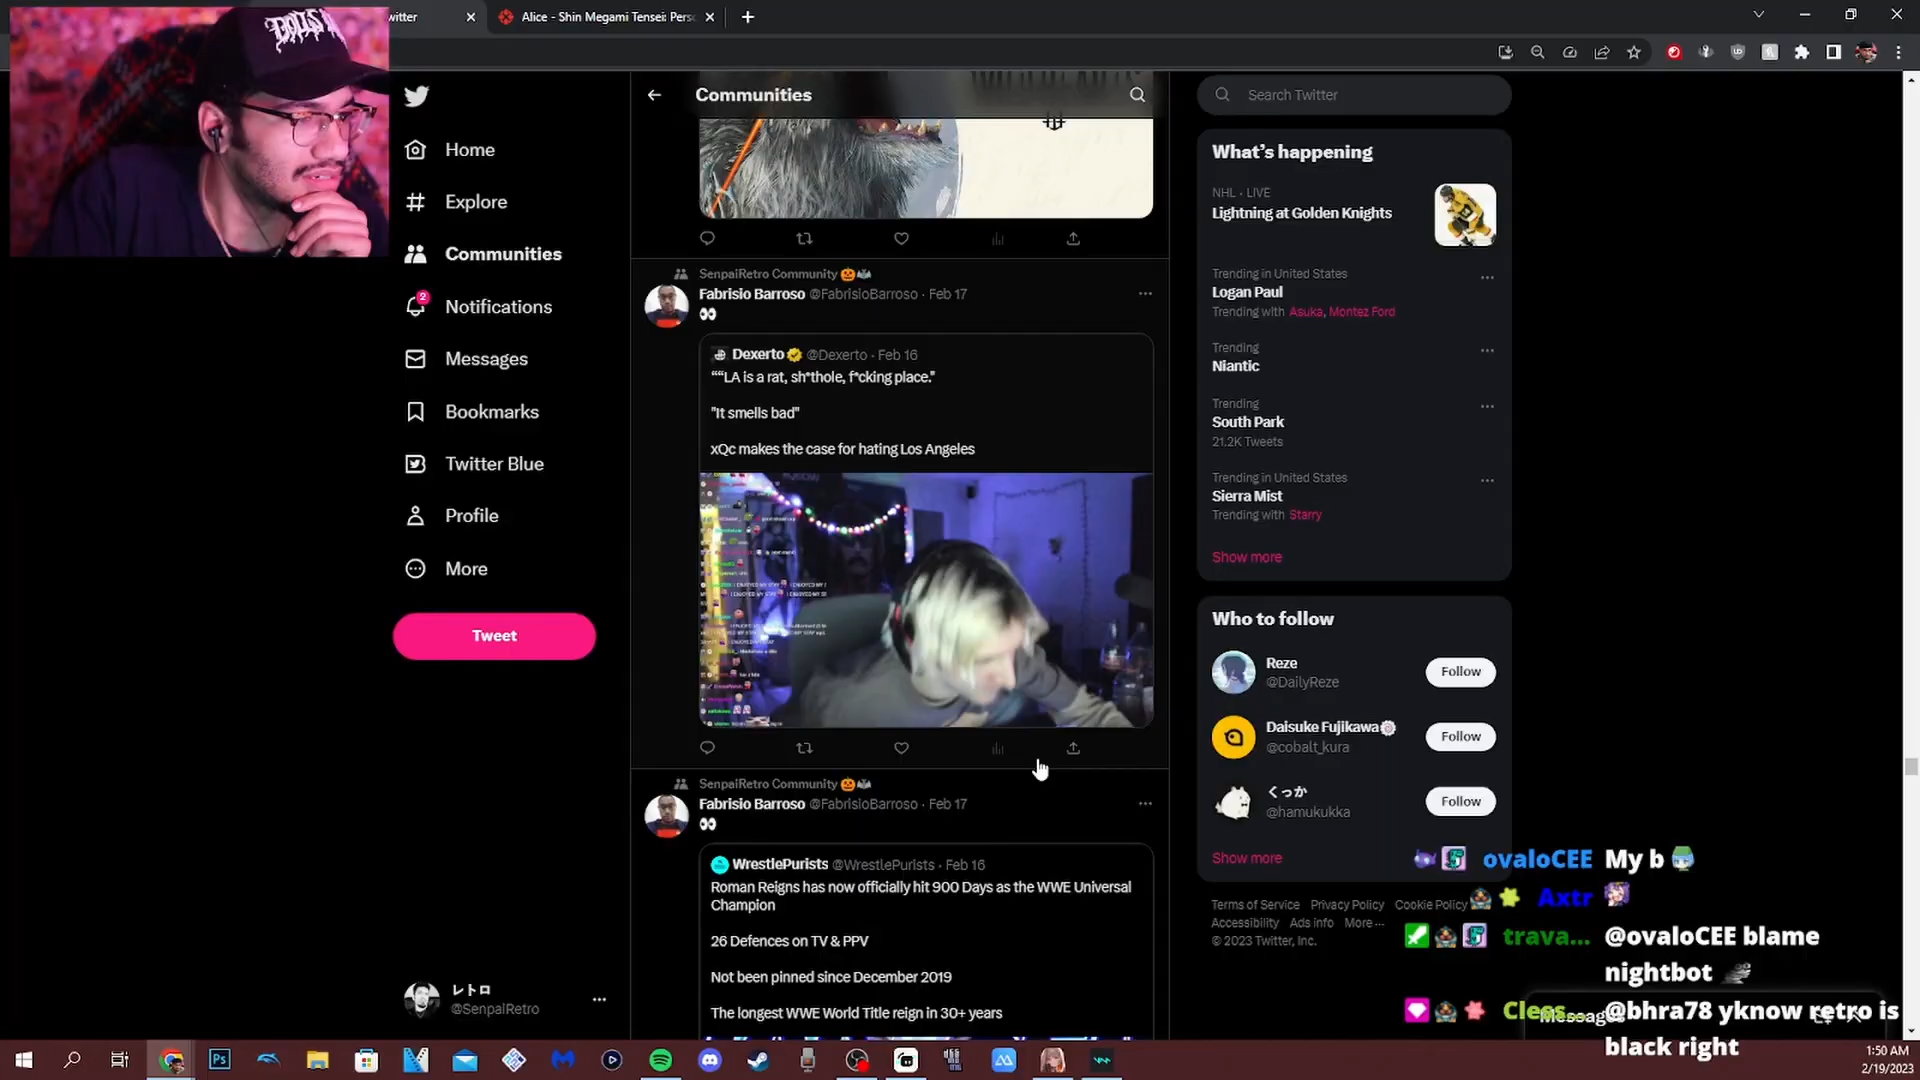 witter
Alice - Shin Megami Tensei: Pers
Home
Explore
Communities
2
Notifications
Messages
Bookmarks
Twitter Blue
Profile
More
Tweet
レトロ
@SenpaiRetro
Communities
SenpaiRetro Community
Fabrisio Barroso @FabrisioBarroso · Feb 17
Dexerto @Dexerto · Feb 16
““LA is a rat, sh*thole, f*cking place."
"It smells bad"
xQc makes the case for hating Los Angeles
SenpaiRetro Community
Fabrisio Barroso @FabrisioBarroso · Feb 17
WrestlePurists @WrestlePurists · Feb 16
Roman Reigns has now officially hit 900 Days as the WWE Universal
Champion
26 Defences on TV & PPV
Not been pinned since December 2019
The longest WWE World Title reign in 30+ years
Search Twitter
What’s happening
NHL · LIVE
Lightning at Golden Knights
Trending in United States
Logan Paul
Trending with Asuka, Montez Ford
Trending
Niantic
Trending
South Park
21.2K Tweets
Trending in United States
Sierra Mist
Trending with Starry
Show more
Who to follow
Reze
@DailyReze
Follow
Daisuke Fujikawa
@cobalt_kura
Follow
くっか
@hamukukka
Follow
Show more
Terms of Service Privacy Policy Cookie Policy
Accessibility Ads info More ···
© 2023 Twitter, Inc.
ovaloCEE My b
Axtr
trava... @ovaloCEE blame
nightbot
@bhra78 yknow retro is
black right
1:50 AM
2/19/2023